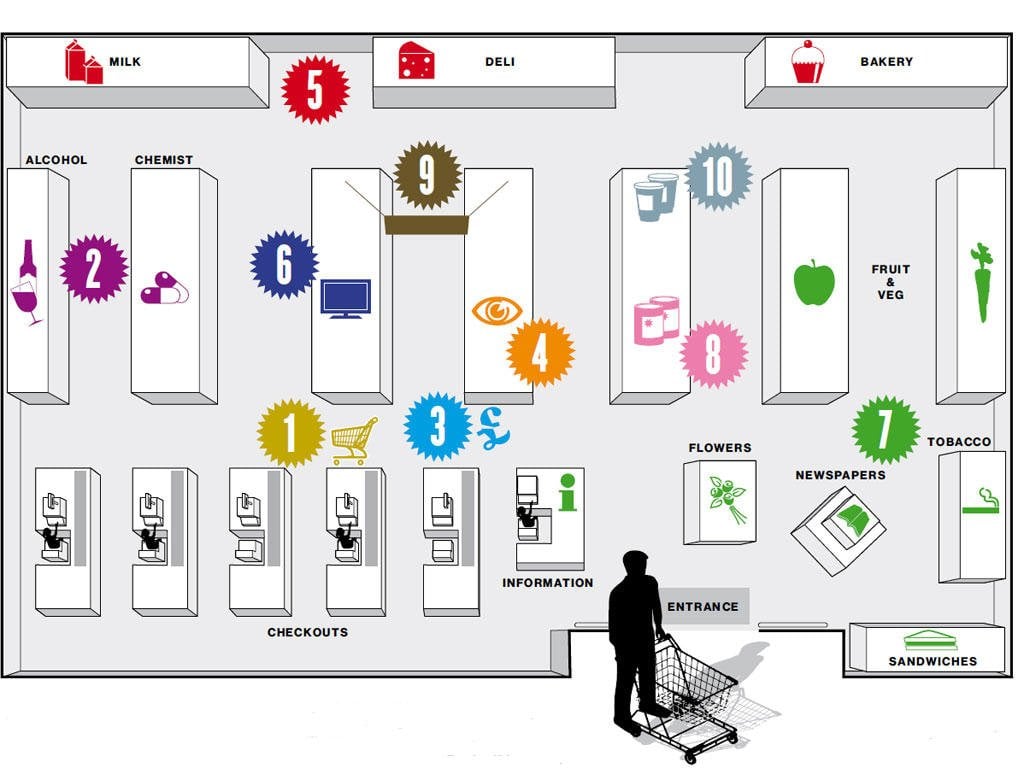 MILK
DELI
BAKERY
5
ALCOHOL
CHEMIST
9
10
2
6
FRUIT
&
VEG
4
8
1
3
£
7
TOBACCO
FLOWERS
NEWSPAPERS
i
INFORMATION
ENTRANCE
CHECKOUTS
SANDWICHES